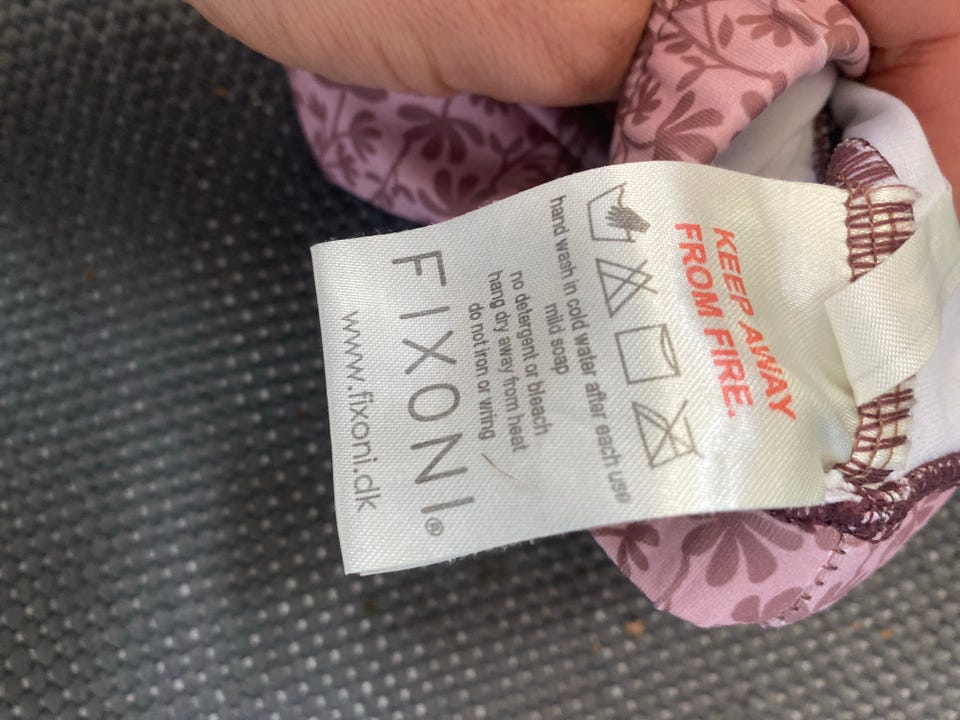 KEEP AWAY
FROM FIRE.
hand wash in cold water after each use
mild soap
no detergent or bleach
hang dry away from heat
do not iron or wring
FIXONI®
www.fixoni.dk